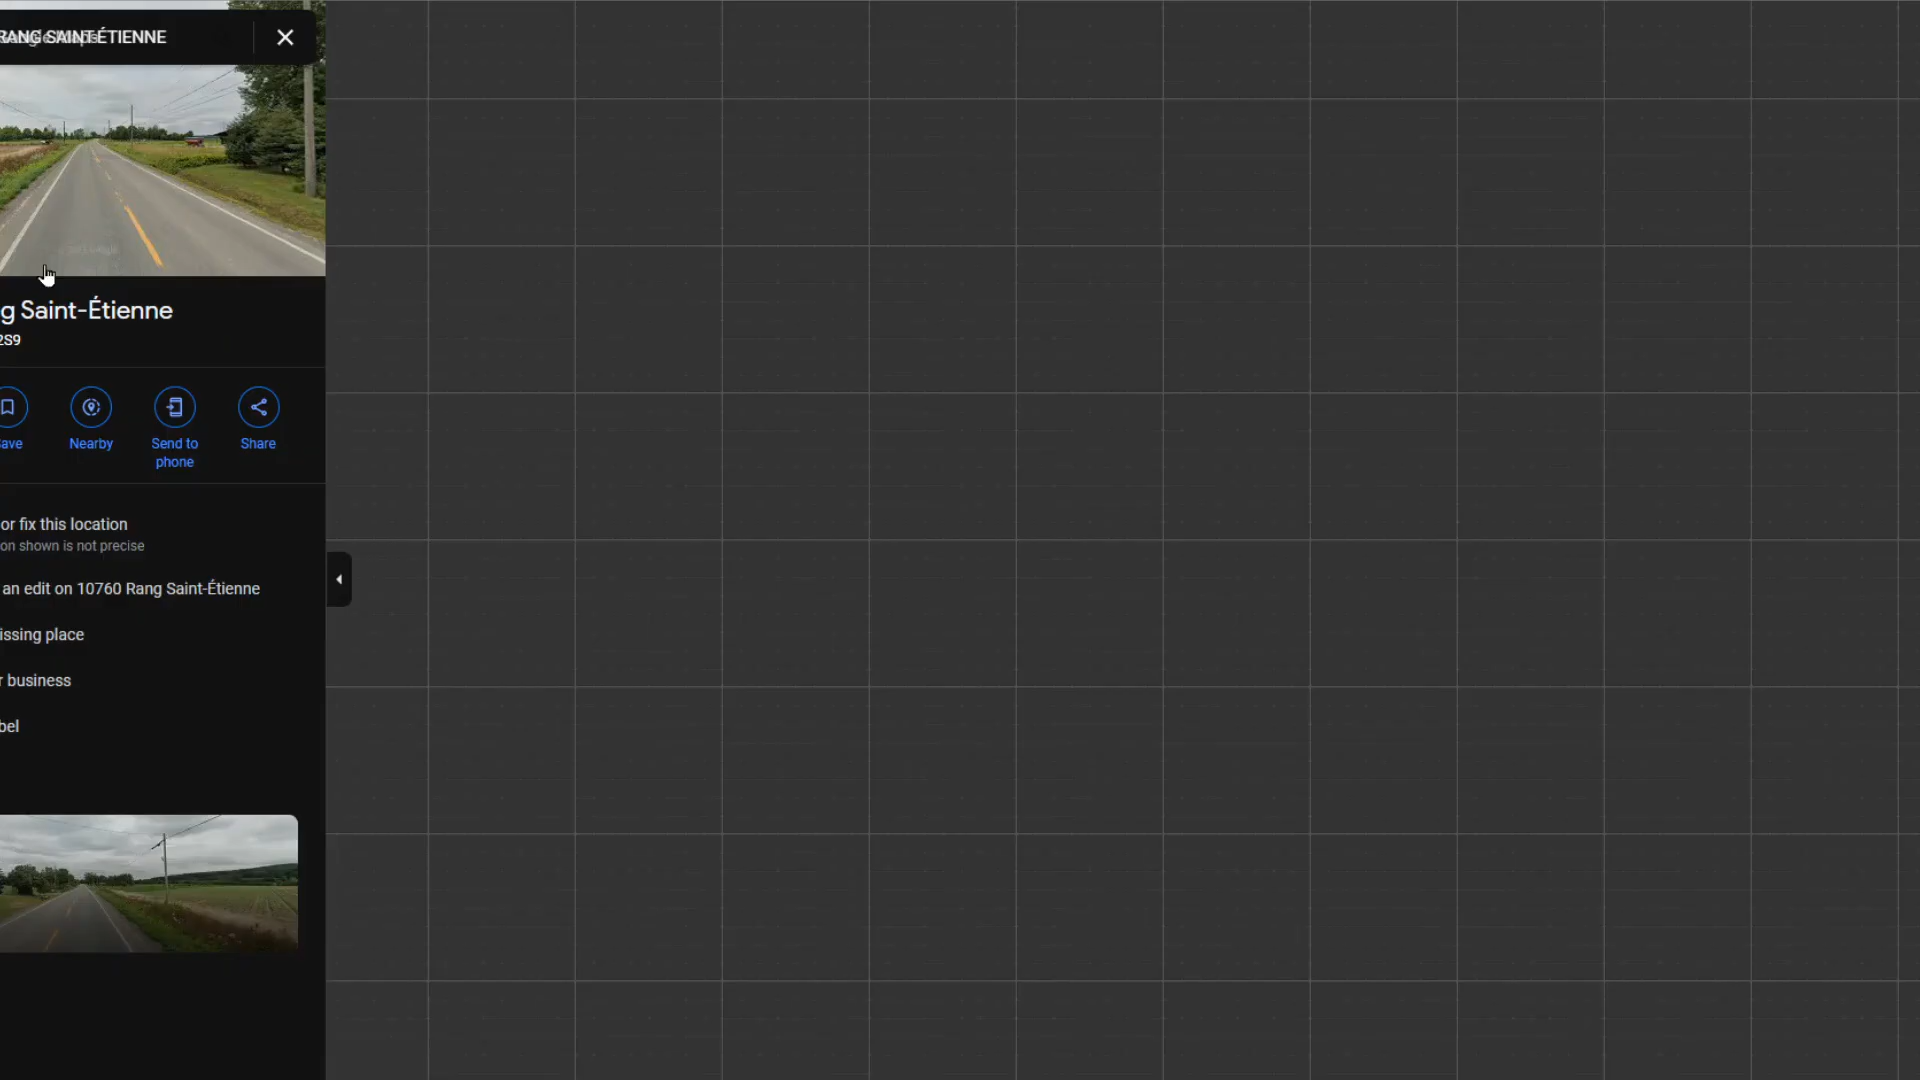 RANG SAINT-ÉTIENNE
g Saint-Étienne
2S9
ave
Nearby
Send to
phone
Share
or fix this location
on shown is not precise
an edit on 10760 Rang Saint-Étienne
issing place
r business
bel